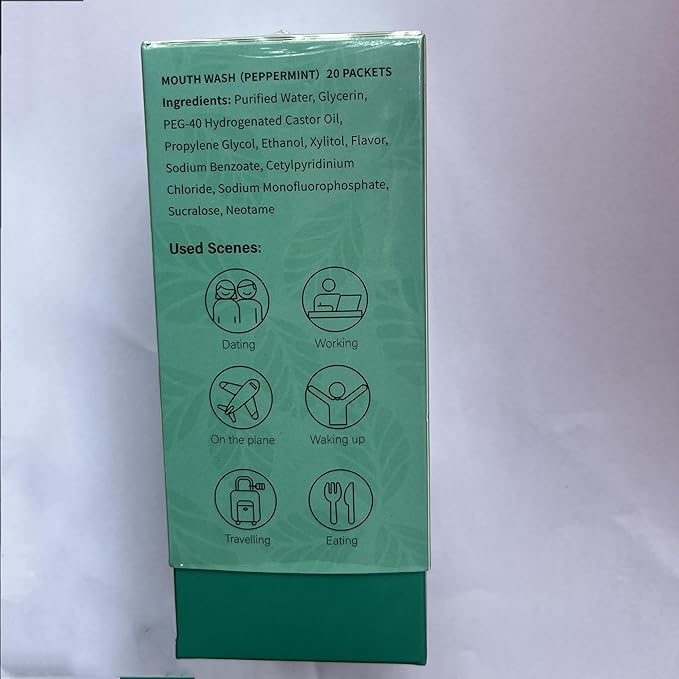 MOUTH WASH (PEPPERMINT) 20 PACKETS
Ingredients: Purified Water, Glycerin,
PEG-40 Hydrogenated Castor Oil,
Propylene Glycol, Ethanol, Xylitol, Flavor,
Sodium Benzoate, Cetylpyridinium
Chloride, Sodium Monofluorophosphate,
Sucralose, Neotame
Used Scenes:
Dating
Working
On the plane
Waking up
Travelling
Eating